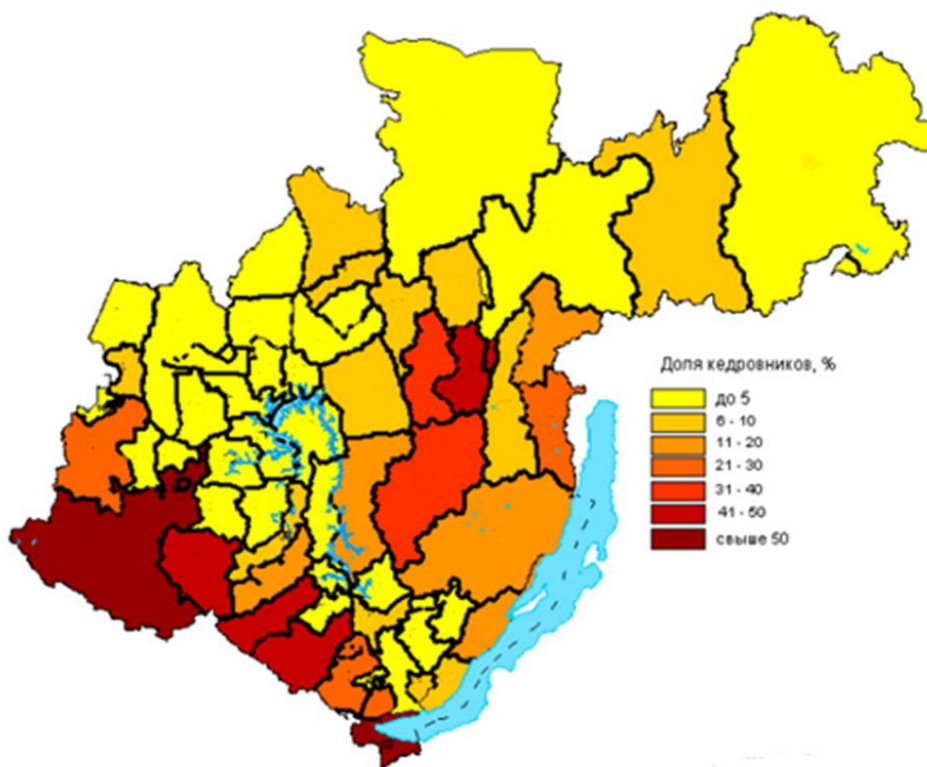 Доля кедровников, %
до 5
6 - 10
11 - 20
21 - 30
31 - 40
41 - 50
свыше 50